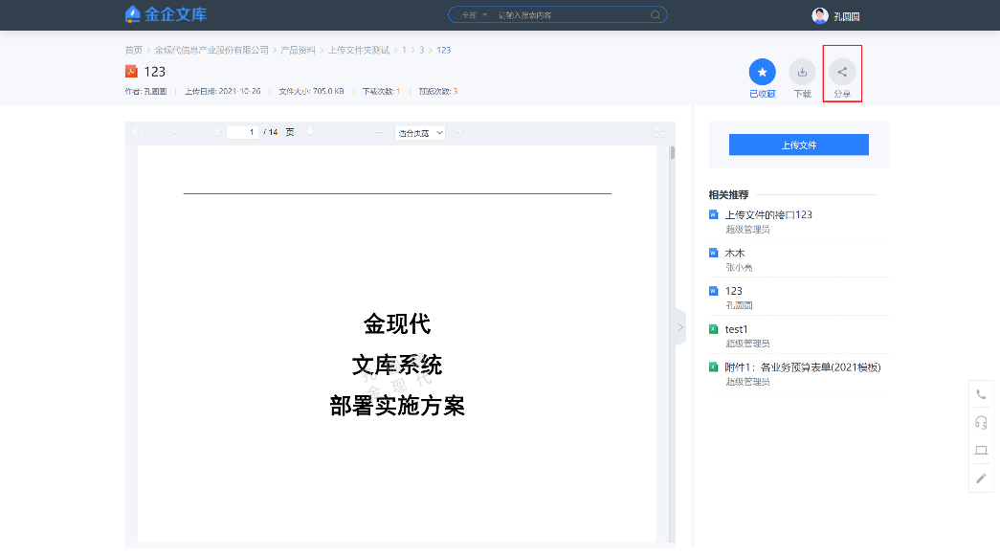 金企文库
全部 请输入搜索内容
孔圆圆
首页 > 金现代信息产业股份有限公司 > 产品资料 > 上传文件夹测试 > 1 > 3 > 123
123
作者: 孔圆圆 | 上传日期: 2021-10-26 | 文件大小: 705.0 KB | 下载次数: 1 | 预览次数: 3
已收藏 下载 分享
1 / 14 页 适合页宽
金现代
文库系统
部署实施方案
上传文件
相关推荐
上传文件的接口123
超级管理员
木木
张小亮
123
孔圆圆
test1
超级管理员
附件1：各业务预算表单(2021模板)
超级管理员